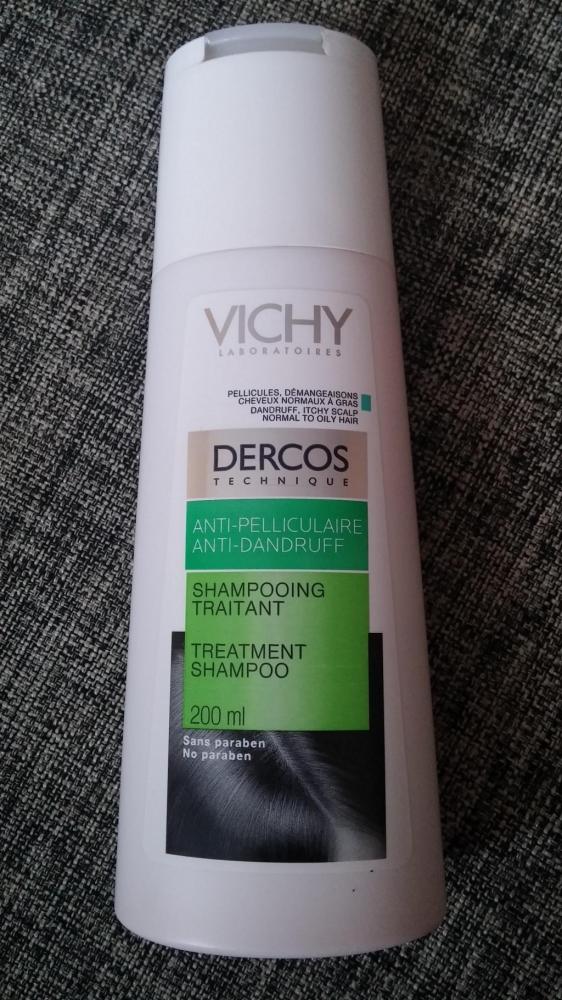 VICHY
LABORATOIRES
PELLICULES, DÉMANGEAISONS
CHEVEUX NORMAUX À GRAS
DANDRUFF, ITCHY SCALP
NORMAL TO OILY HAIR
DERCOS
TECHNIQUE
ANTI-PELLICULAIRE
ANTI-DANDRUFF
SHAMPOOING
TRAITANT
TREATMENT
SHAMPOO
200 ml
Sans paraben
No paraben